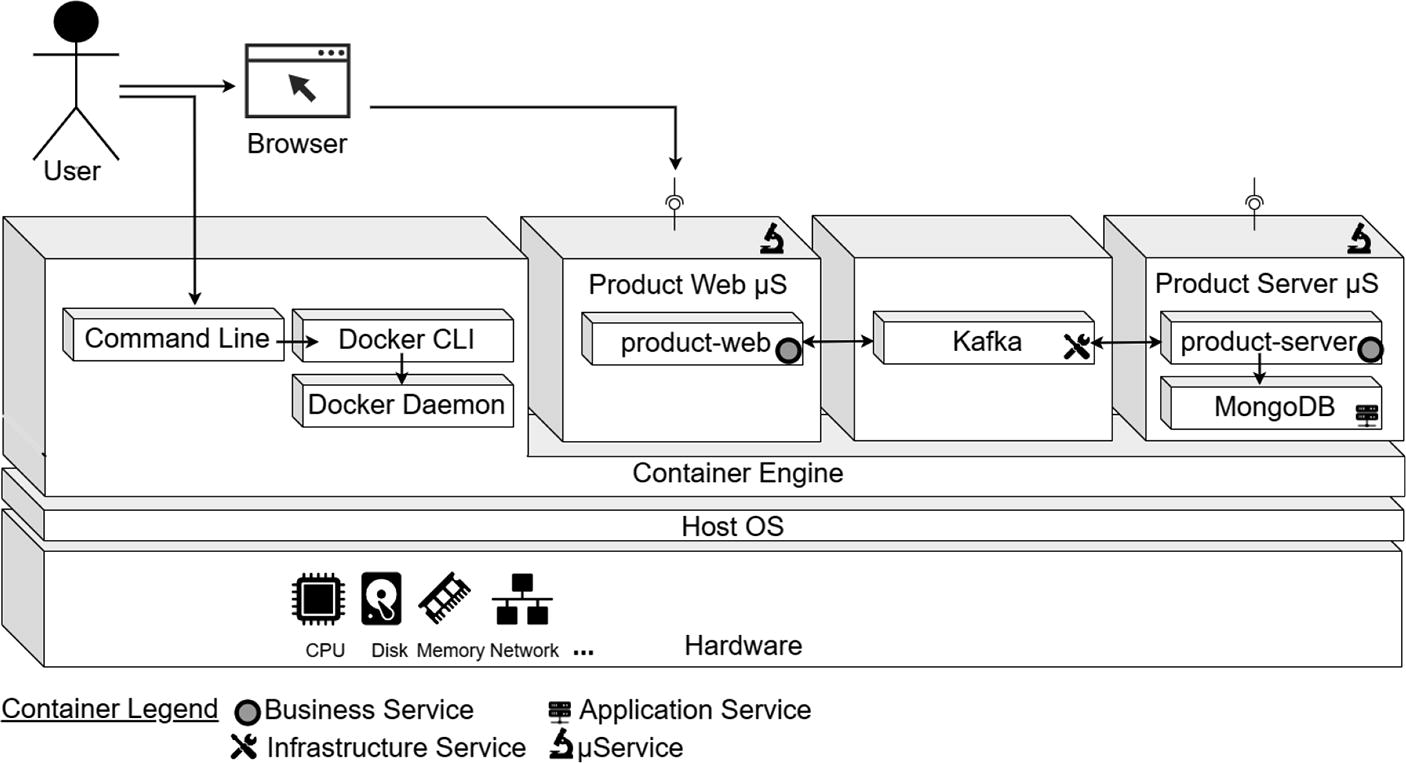 User
Browser
Product Web µS
Product Server µS
Command Line
Docker CLI
product-web
Kafka
product-server
Docker Daemon
MongoDB
Container Engine
Host OS
CPU
Disk
Memory
Network
...
Hardware
Container Legend
Business Service
Application Service
Infrastructure Service
µService